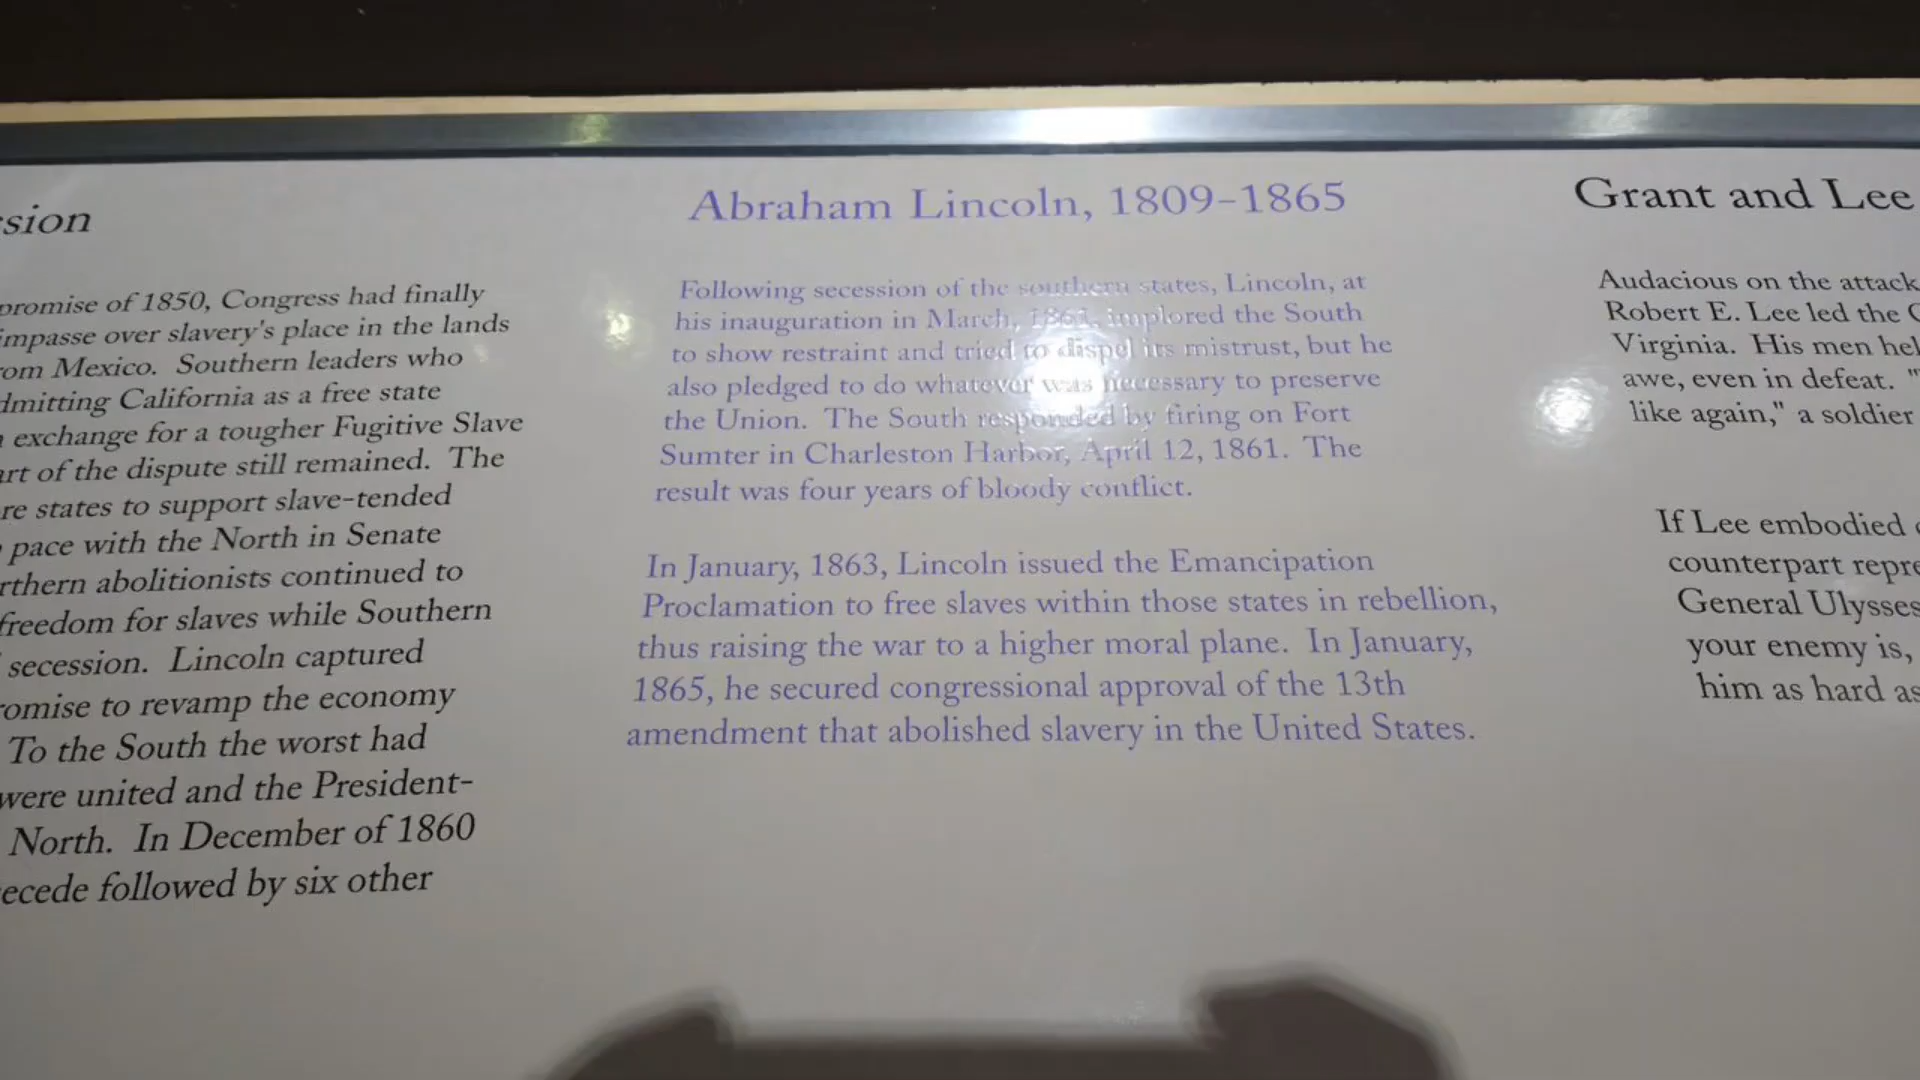 sion
promise of 1850, Congress had finally
impasse over slavery's place in the lands
om Mexico. Southern leaders who
dmitting California as a free state
exchange for a tougher Fugitive Slave
art of the dispute still remained. The
re states to support slave-tended
pace with the North in Senate
rthern abolitionists continued to
freedom for slaves while Southern
secession. Lincoln captured
omise to revamp the economy
To the South the worst had
were united and the President-
North. In December of 1860
ecede followed by six other
Abraham Lincoln, 1809-1865
Following secession of the southern states, Lincoln, at
his inauguration in March, 1861, implored the South
to show restraint and tried to dispel its mistrust, but he
also pledged to do whatever was necessary to preserve
the Union. The South responded by firing on Fort
Sumter in Charleston Harbor, April 12, 1861. The
result was four years of bloody conflict.
In January, 1863, Lincoln issued the Emancipation
Proclamation to free slaves within those states in rebellion,
thus raising the war to a higher moral plane. In January,
1865, he secured congressional approval of the 13th
amendment that abolished slavery in the United States.
Grant and Lee
Audacious on the attack
Robert E. Lee led the
Virginia. His men hel
awe, even in defeat. "
like again," a soldier
If Lee embodied
counterpart repre
General Ulysses
your enemy is,
him as hard as